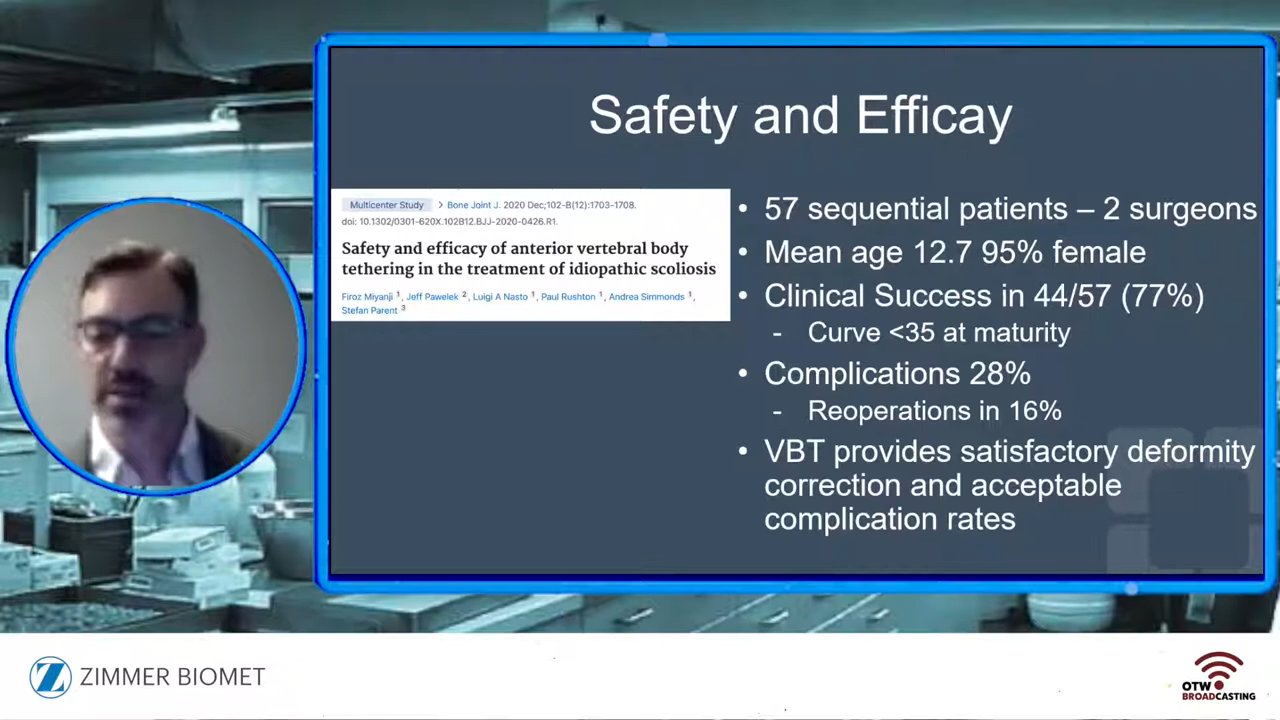 Safety and Efficay
Multicenter Study > Bone Joint J. 2020 Dec;102-B(12):1703-1708.
doi: 10.1302/0301-620X.102812.BJJ-2020-0426.R1.
Safety and efficacy of anterior vertebral body
tethering in the treatment of idiopathic scoliosis
Firoz Miyanji 1, Jeff Pawelek 2, Luigi A Nasto 1, Paul Rushton 1, Andrea Simmonds 1,
Stefan Parent 3
• 57 sequential patients – 2 surgeons
• Mean age 12.7 95% female
• Clinical Success in 44/57 (77%)
- Curve <35 at maturity
• Complications 28%
- Reoperations in 16%
• VBT provides satisfactory deformity
correction and acceptable
complication rates
Z ZIMMER BIOMET
OTW
BROADCASTING